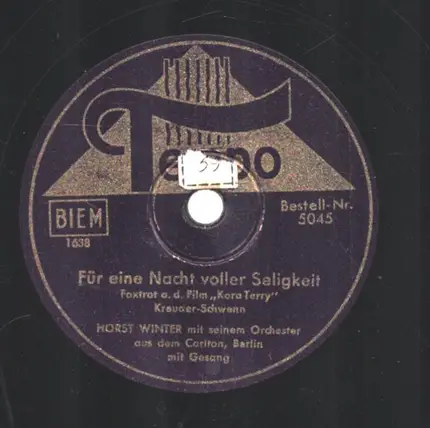 Tempo
59
BIEM
1638
Bestell-Nr.
5045
Für eine Nacht voller Seligkeit
Foxtrot a. d. Film „Kora Terry"
Kreuder-Schwenn
HORST WINTER mit seinem Orchester
aus dem Carlton, Berlin
mit Gesang